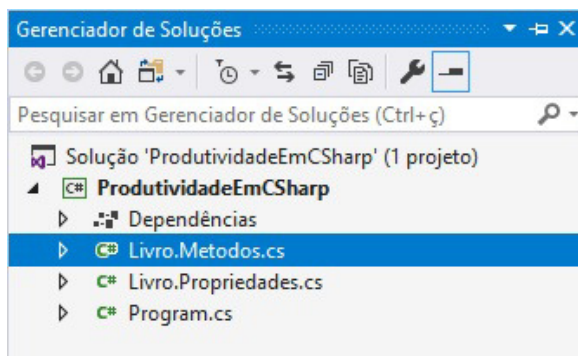 Gerenciador de Soluções
Pesquisar em Gerenciador de Soluções (Ctrl+ç)
Solução 'ProdutividadeEmCSharp' (1 projeto)
C# ProdutividadeEmCSharp
Dependências
C# Livro.Metodos.cs
C# Livro.Propriedades.cs
C# Program.cs